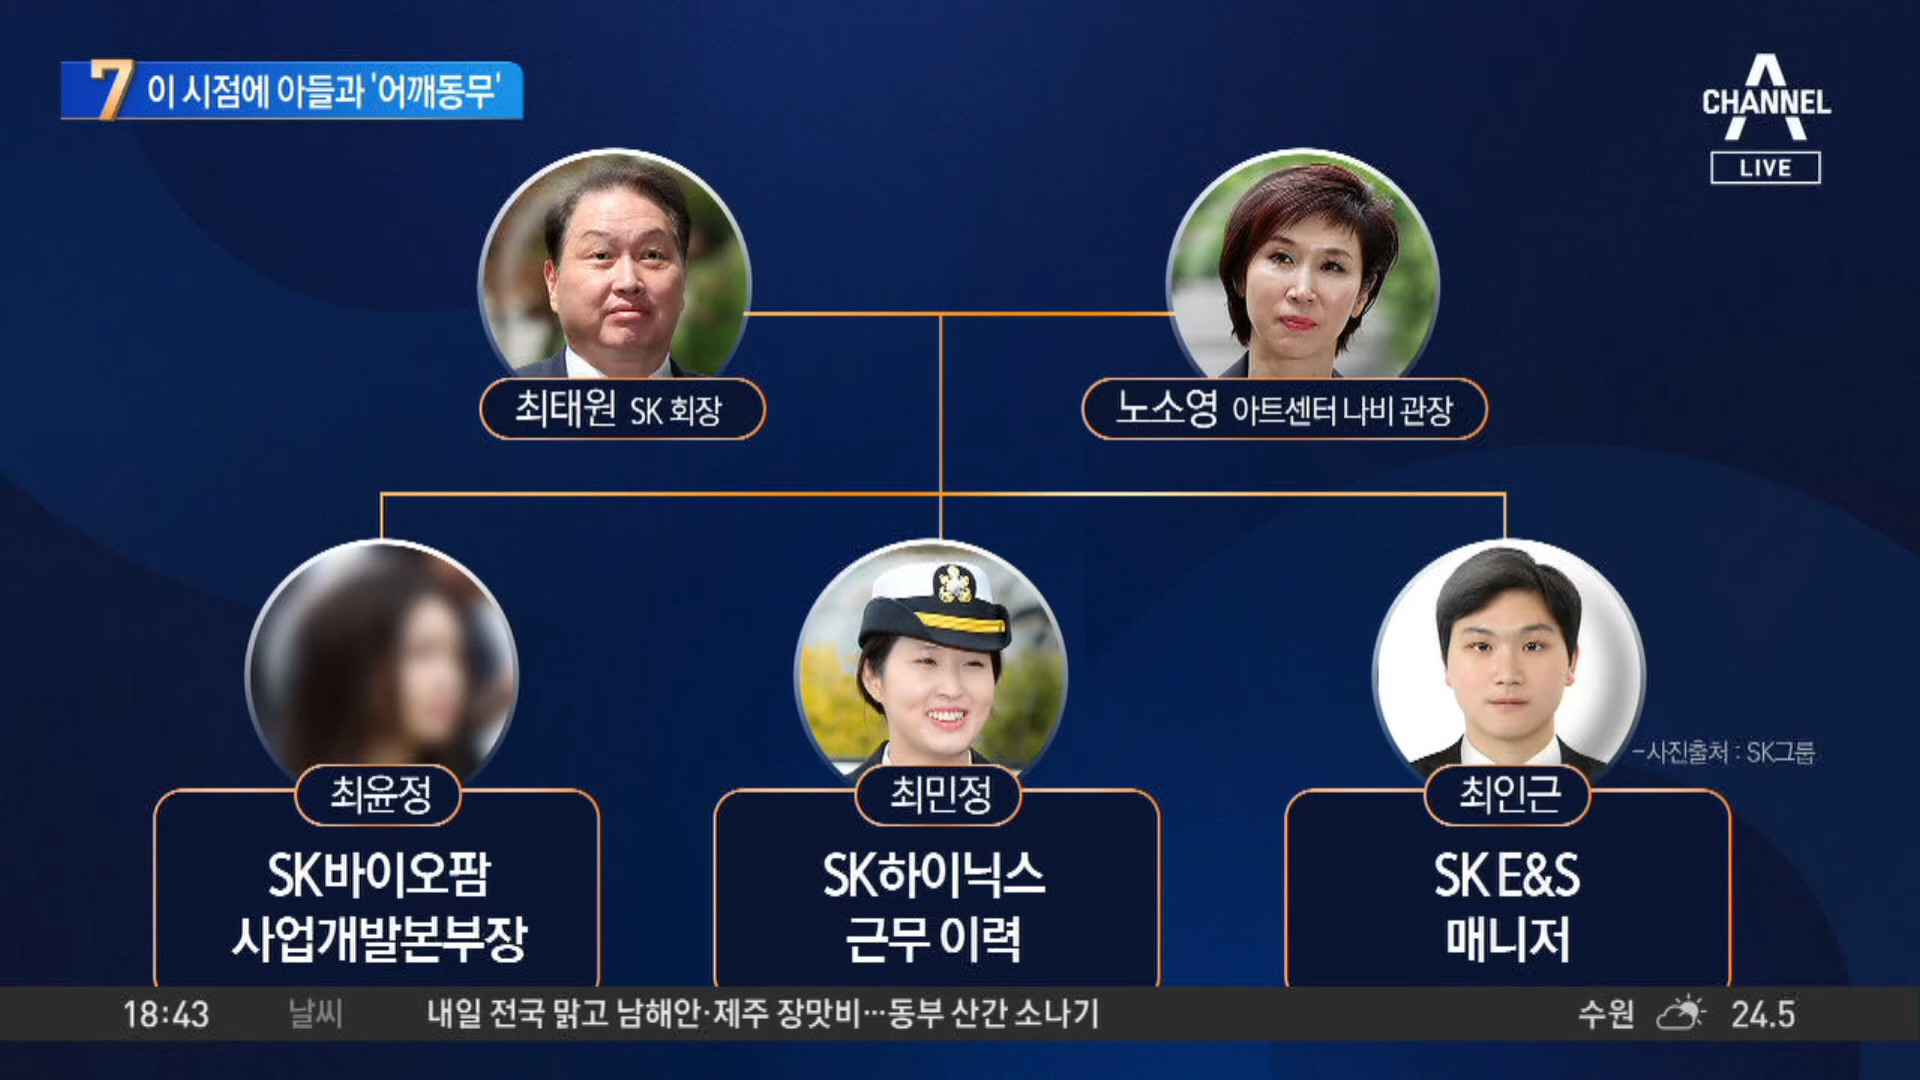 7 이 시점에 아들과 '어깨동무'
CHANNEL A
LIVE
최태원 SK 회장
노소영 아트센터 나비 관장
-사진출처 : SK그룹
최윤정
SK바이오팜
사업개발본부장
최민정
SK하이닉스
근무 이력
최인근
SK E&S
매니저
18:43 날씨 내일 전국 맑고 남해안·제주 장맛비…동부 산간 소나기 수원 24.5